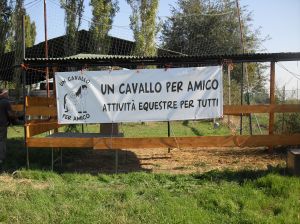 UN CAVALLO
PER AMICO
UN CAVALLO PER AMICO
ATTIVITÀ EQUESTRE PER TUTTI